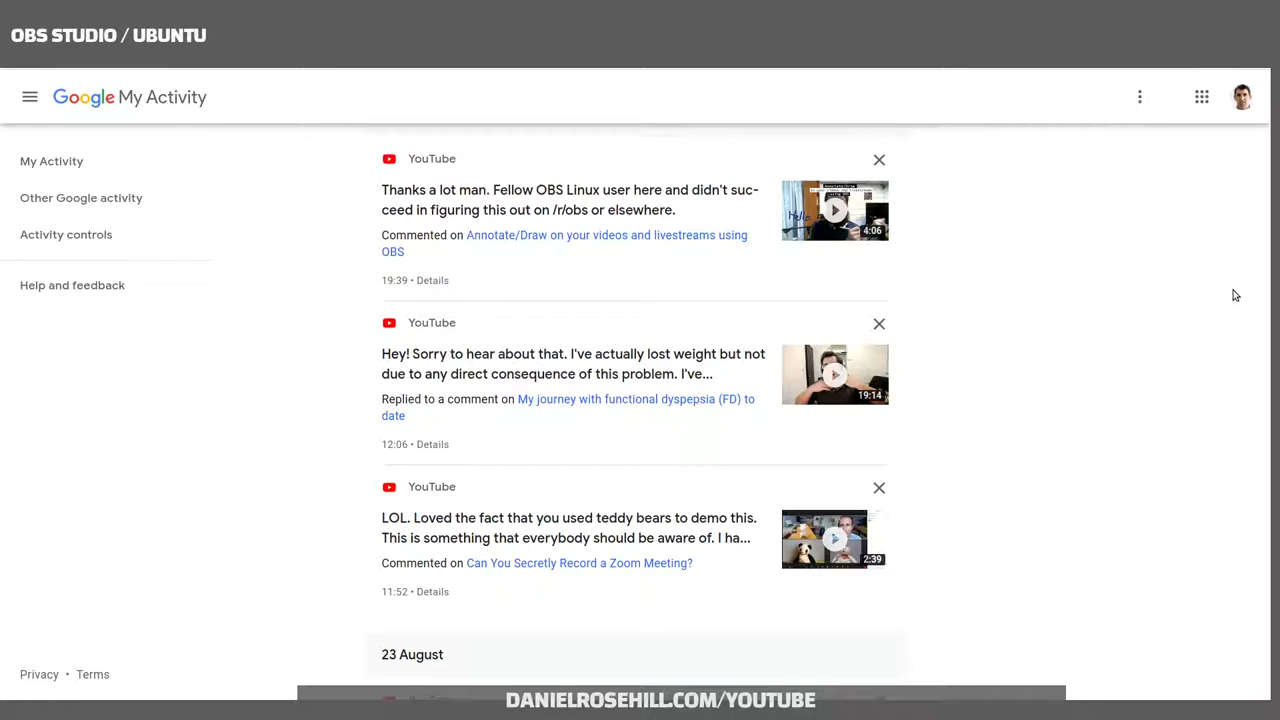 OBS STUDIO / UBUNTU
Google My Activity
My Activity
Other Google activity
Activity controls
Help and feedback
YouTube
Thanks a lot man. Fellow OBS Linux user here and didn't suc-
ceed in figuring this out on /r/obs or elsewhere.
Commented on Annotate/Draw on your videos and livestreams using
OBS
19:39 • Details
4:06
YouTube
Hey! Sorry to hear about that. I've actually lost weight but not
due to any direct consequence of this problem. I've...
Replied to a comment on My journey with functional dyspepsia (FD) to
date
12:06 • Details
19:14
YouTube
LOL. Loved the fact that you used teddy bears to demo this.
This is something that everybody should be aware of. I ha...
Commented on Can You Secretly Record a Zoom Meeting?
11:52 • Details
2:39
23 August
Privacy • Terms
DANIELROSEHILL.COM/YOUTUBE